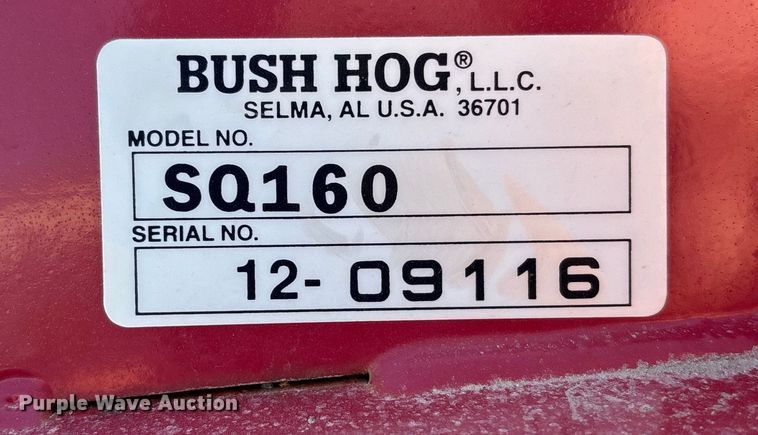 BUSH HOG®, L.L.C.
SELMA, AL U.S.A. 36701
MODEL NO.
SQ160
SERIAL NO.
12- 09116
Purple Wave Auction